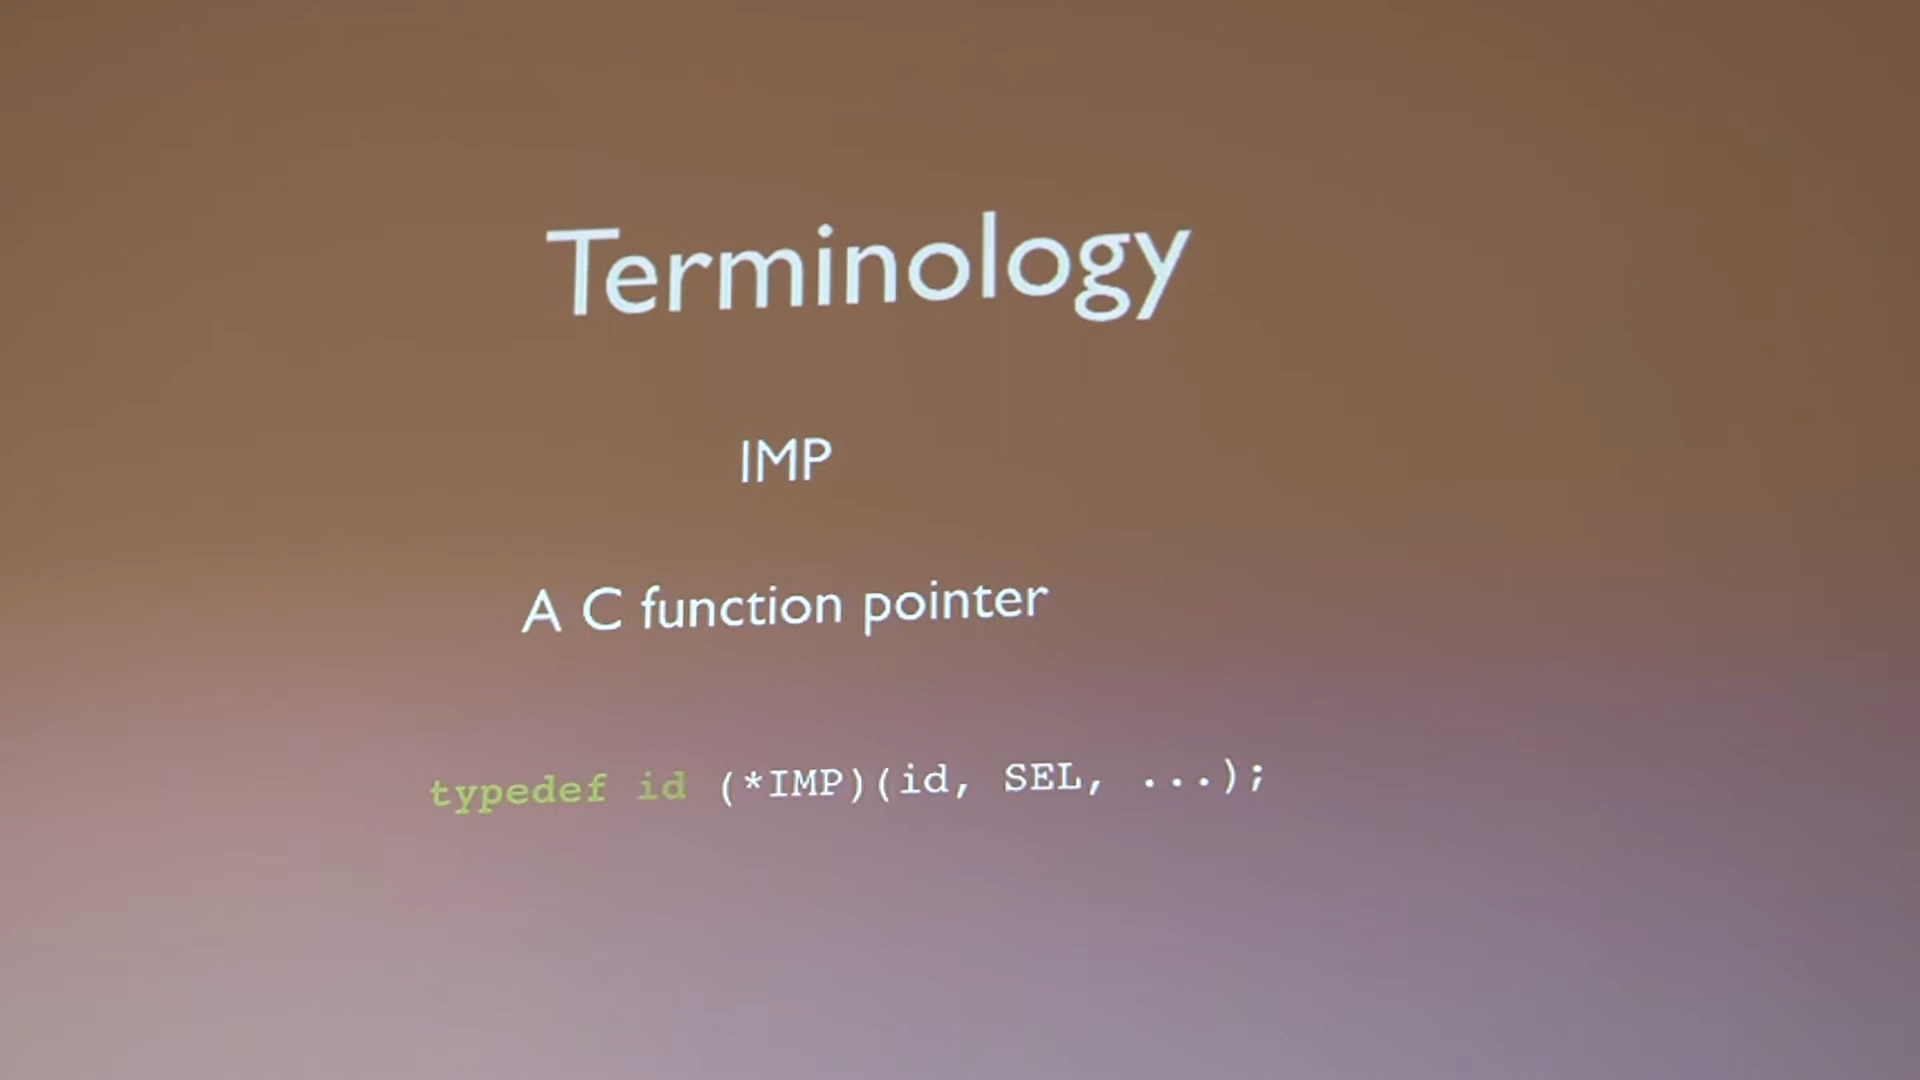 Terminology
IMP
A C function pointer
typedef id (*IMP)(id, SEL, ...);